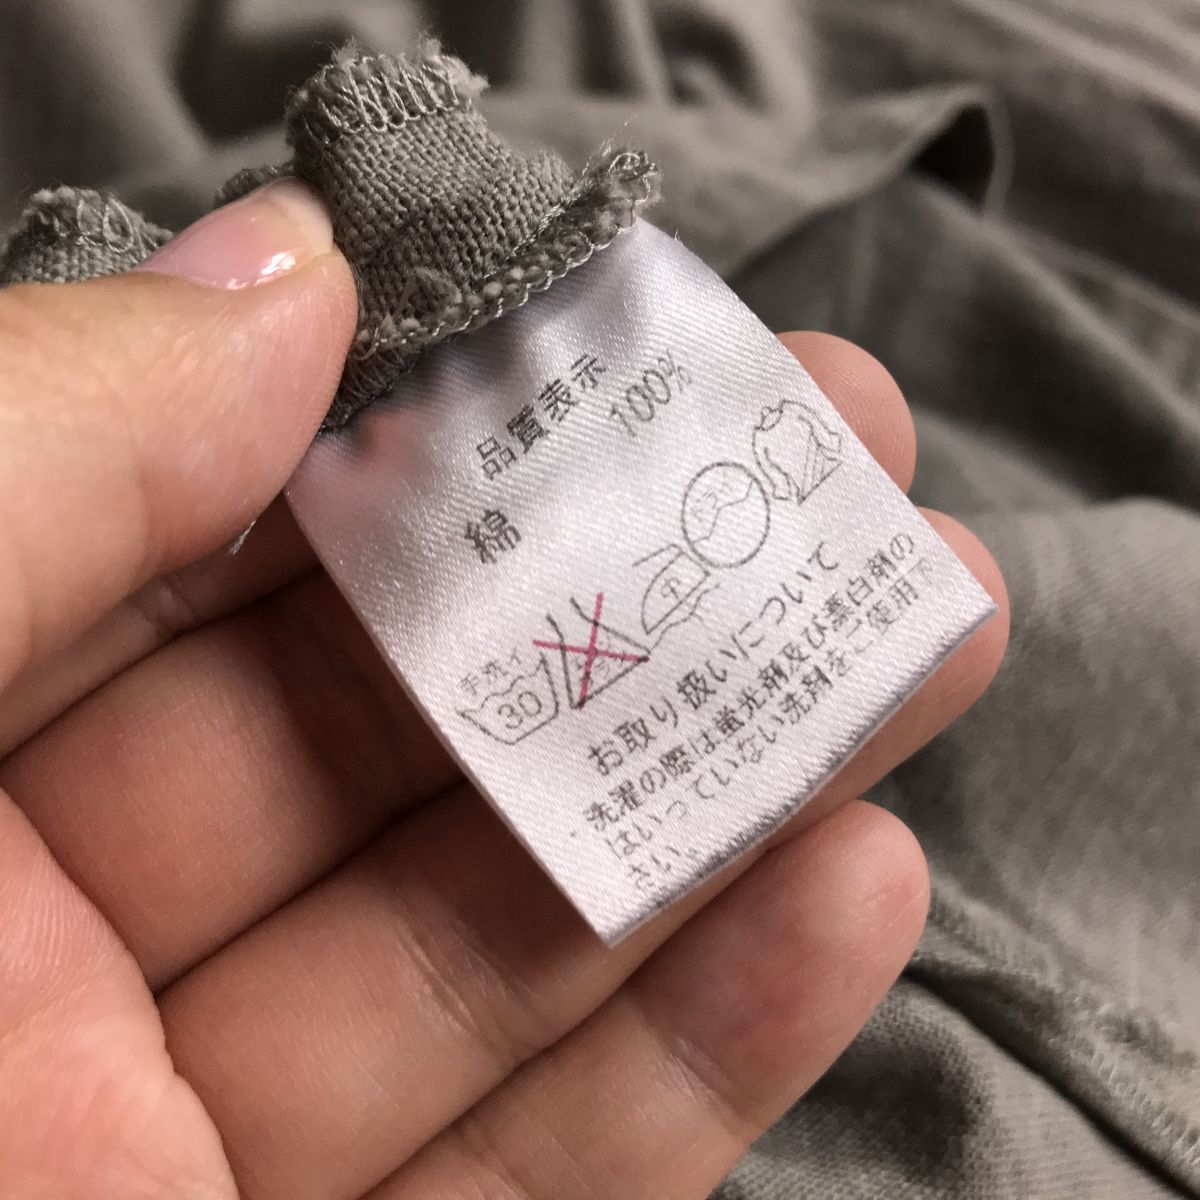 品質表示
綿 100%
手洗イ
30
中
お取り扱いについて
洗濯の際は蛍光剤及び漂白剤の
はいっていない洗剤をご使用下
さい。